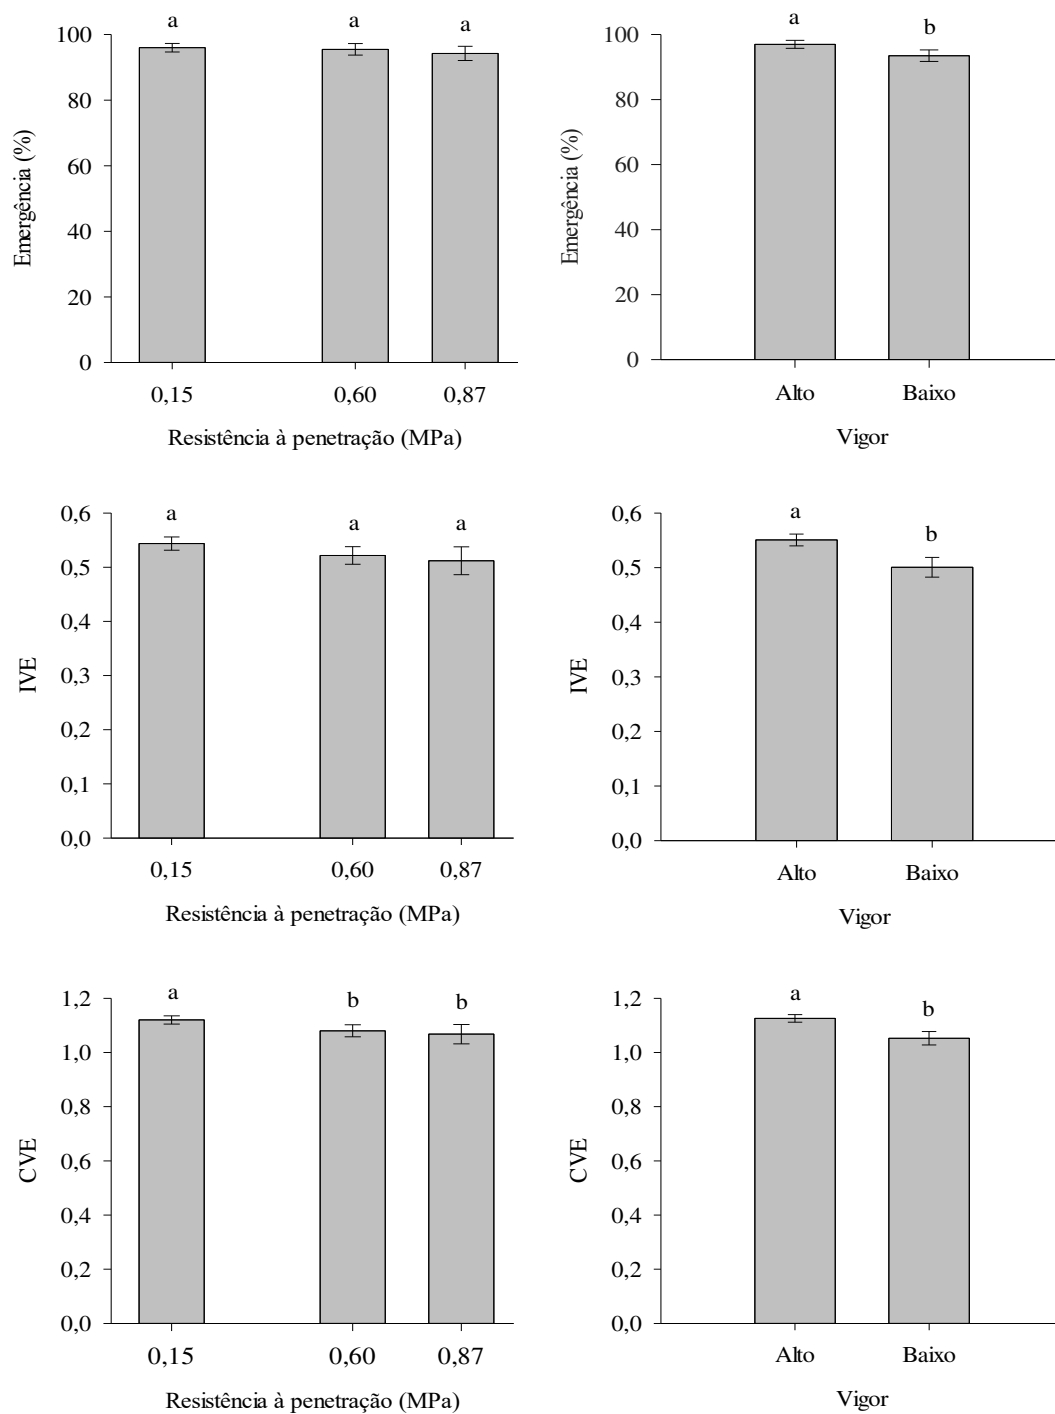 a a a
100
80
60
40
20
0
Emergência (%)
0,15 0,60 0,87
Resistência à penetração (MPa)
a b
100
80
60
40
20
0
Emergência (%)
Alto Baixo
Vigor
a a a
0,6
0,5
0,4
0,3
0,2
0,1
0,0
IVE
0,15 0,60 0,87
Resistência à penetração (MPa)
a b
0,6
0,5
0,4
0,3
0,2
0,1
0,0
IVE
Alto Baixo
Vigor
a b b
1,2
1,0
0,8
0,6
0,4
0,2
0,0
CVE
0,15 0,60 0,87
Resistência à penetração (MPa)
a b
1,2
1,0
0,8
0,6
0,4
0,2
0,0
CVE
Alto Baixo
Vigor